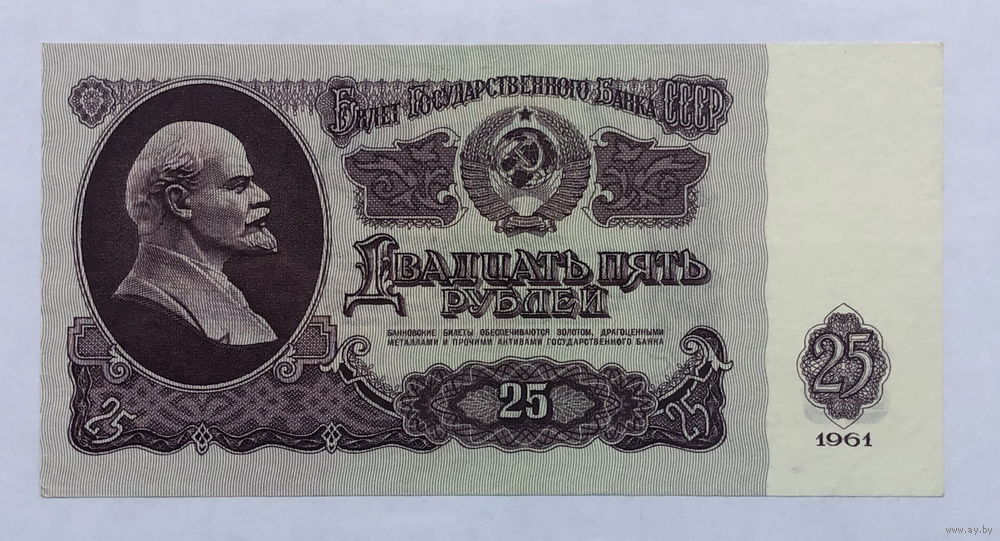 Билет Государственного Банка СССР
Двадцать пять
рублей
БАНКОВСКИЕ БИЛЕТЫ ОБЕСПЕЧИВАЮТСЯ ЗОЛОТОМ, ДРАГОЦЕННЫМИ
МЕТАЛЛАМИ И ПРОЧИМИ АКТИВАМИ ГОСУДАРСТВЕННОГО БАНКА
25
25
25
25
1961
www.ay.by